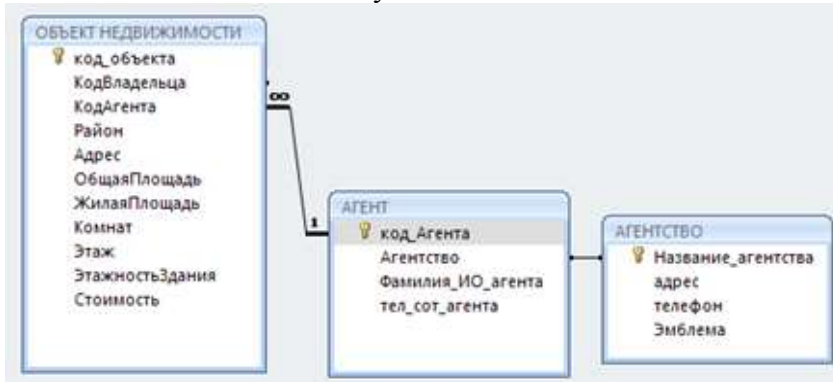 ОБЪЕКТ НЕДВИЖИМОСТИ
код_объекта
КодВладельца
КодАгента
Район
Адрес
ОбщаяПлощадь
ЖилаяПлощадь
Комнат
Этаж
ЭтажностьЗдания
Стоимость
∞
1
АГЕНТ
код_Агента
Агентство
Фамилия_ИО_агента
тел_сот_агента
АГЕНТСТВО
Название_агентства
адрес
телефон
Эмблема